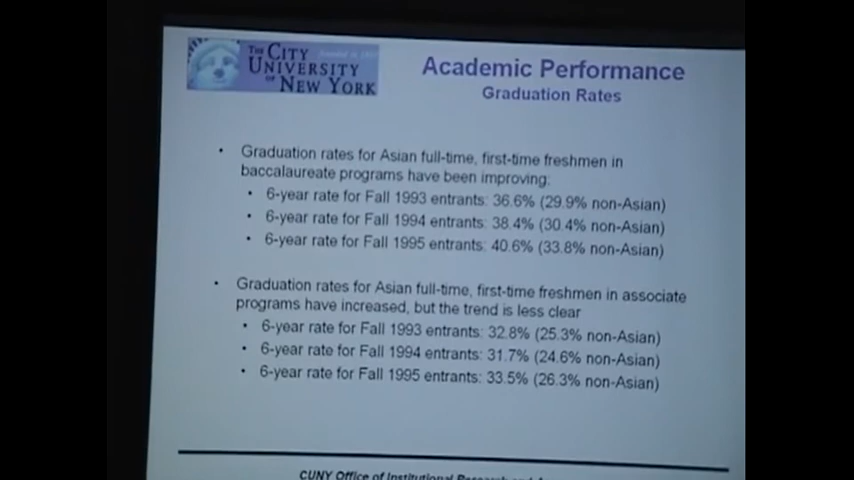 THE CITY
UNIVERSITY
OF
NEW YORK
Academic Performance
Graduation Rates
• Graduation rates for Asian full-time, first-time freshmen in
baccalaureate programs have been improving:
• 6-year rate for Fall 1993 entrants: 36.6% (29.9% non-Asian)
• 6-year rate for Fall 1994 entrants: 38.4% (30.4% non-Asian)
• 6-year rate for Fall 1995 entrants: 40.6% (33.8% non-Asian)
• Graduation rates for Asian full-time, first-time freshmen in associate
programs have increased, but the trend is less clear
• 6-year rate for Fall 1993 entrants: 32.8% (25.3% non-Asian)
• 6-year rate for Fall 1994 entrants: 31.7% (24.6% non-Asian)
• 6-year rate for Fall 1995 entrants: 33.5% (26.3% non-Asian)
CUNY Office of Institutional